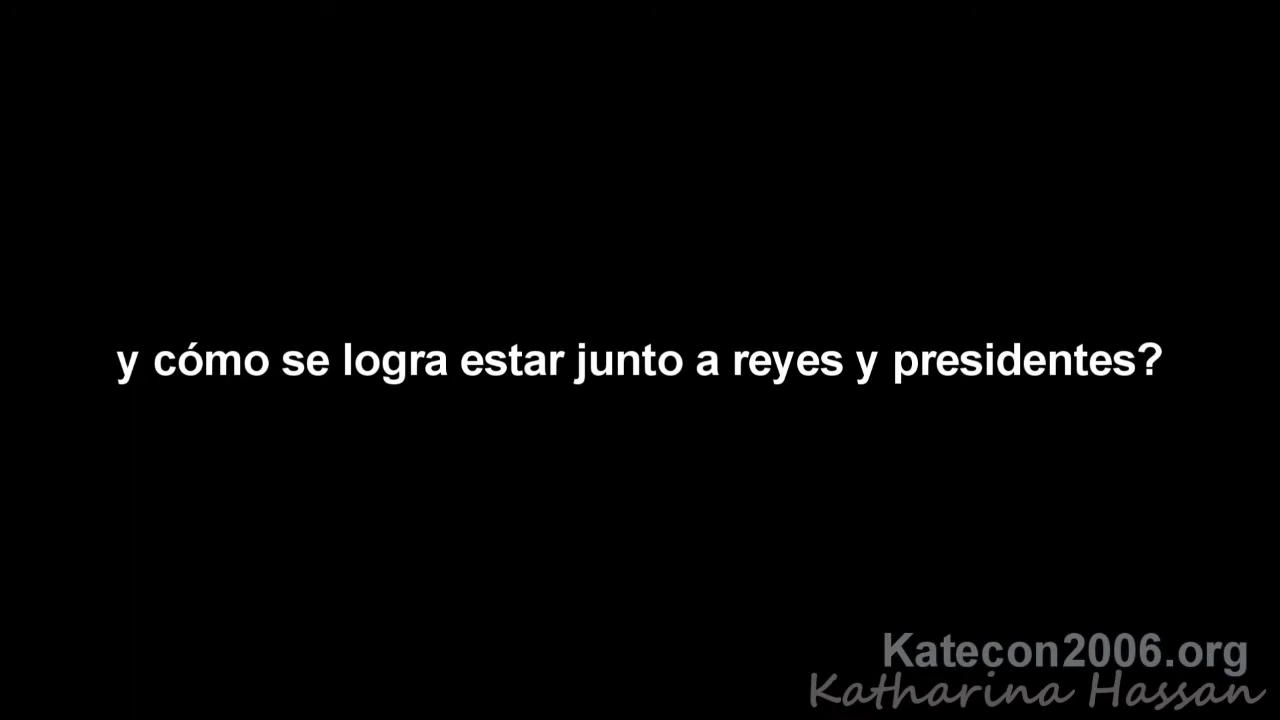 y cómo se logra estar junto a reyes y presidentes?
Katecon2006.org
Katharina Hassan